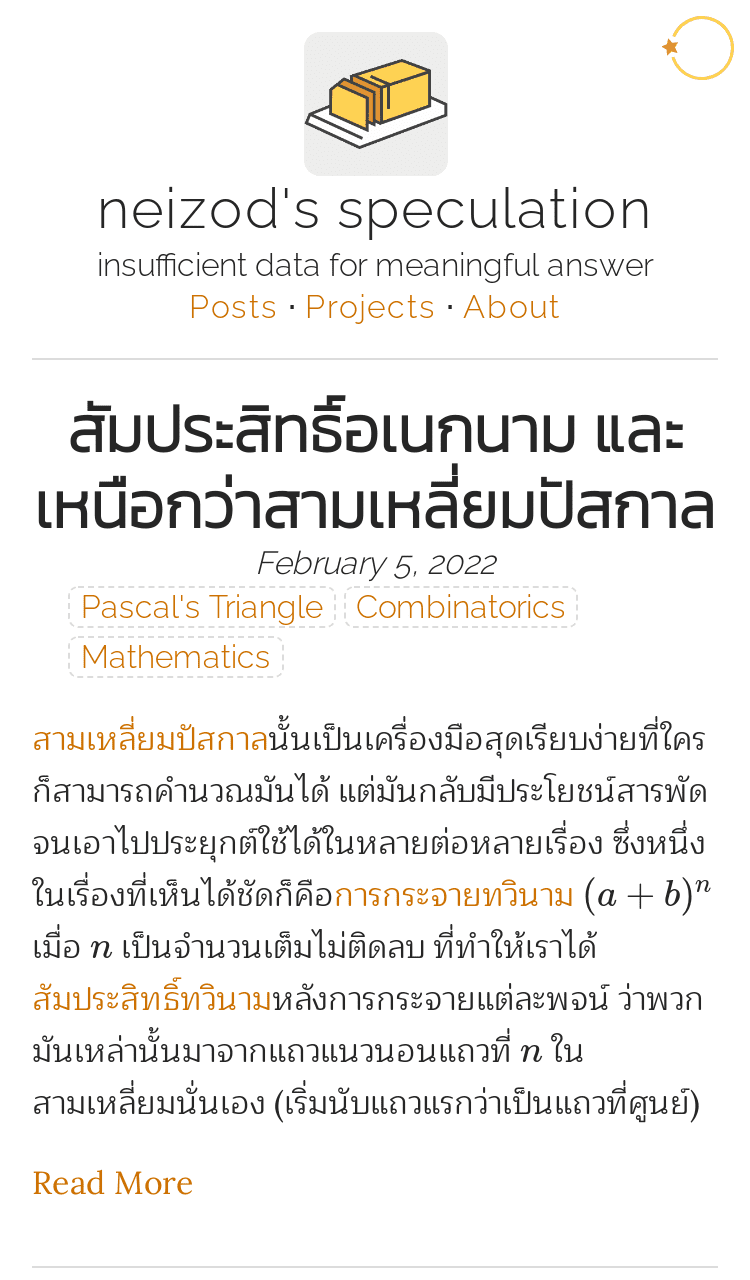 neizod's speculation
insufficient data for meaningful answer
Posts · Projects · About
สัมประสิทธิ์อเนกนาม และ
เหนือกว่าสามเหลี่ยมปัสกาล
February 5, 2022
Pascal's Triangle Combinatorics
Mathematics
สามเหลี่ยมปัสกาลนั้นเป็นเครื่องมือสุดเรียบง่ายที่ใคร
ก็สามารถคำนวณมันได้ แต่มันกลับมีประโยชน์สารพัด
จนเอาไปประยุกต์ใช้ได้ในหลายต่อหลายเรื่อง ซึ่งหนึ่ง
ในเรื่องที่เห็นได้ชัดก็คือการกระจายทวินาม (a + b)ⁿ
เมื่อ n เป็นจำนวนเต็มไม่ติดลบ ที่ทำให้เราได้
สัมประสิทธิ์ทวินามหลังการกระจายแต่ละพจน์ ว่าพวก
มันเหล่านั้นมาจากแถวแนวนอนแถวที่ n ใน
สามเหลี่ยมนั่นเอง (เริ่มนับแถวแรกว่าเป็นแถวที่ศูนย์)
Read More